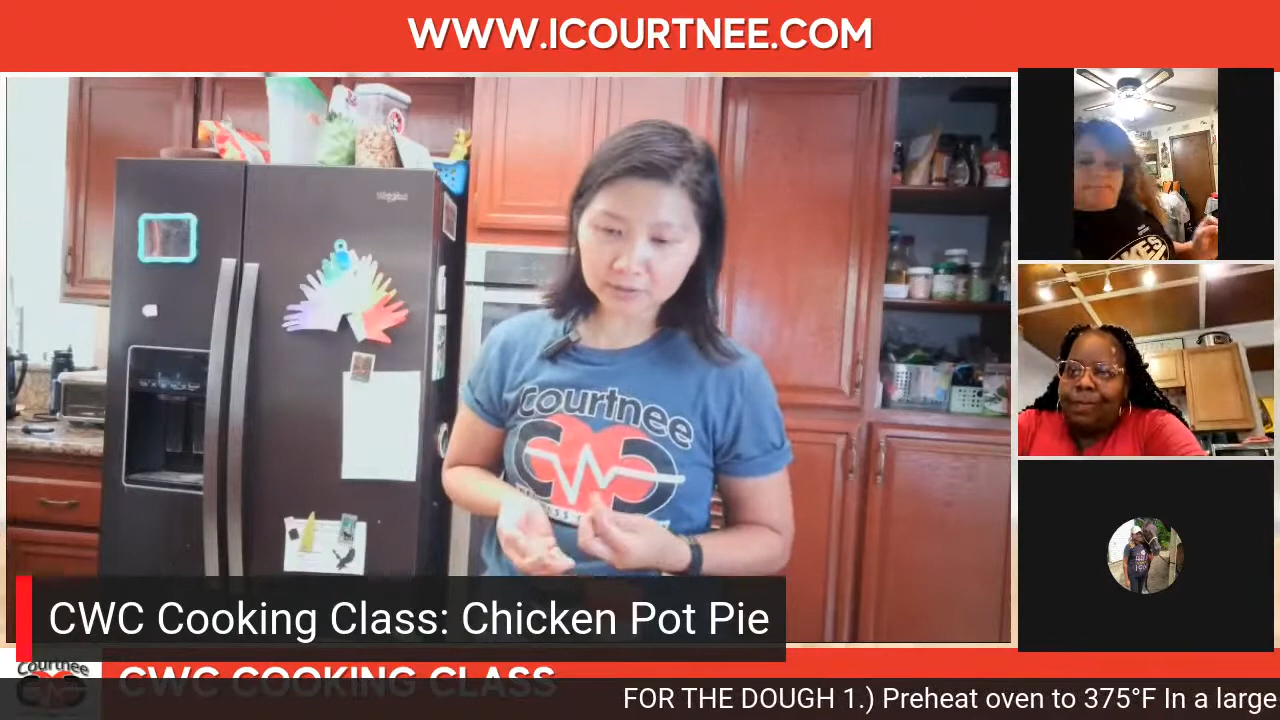 WWW.ICOURTNEE.COM
Whirlpool
courtnee
CWC Cooking Class: Chicken Pot Pie
Courtnee
CWC COOKING CLASS
FOR THE DOUGH 1.) Preheat oven to 375°F In a large